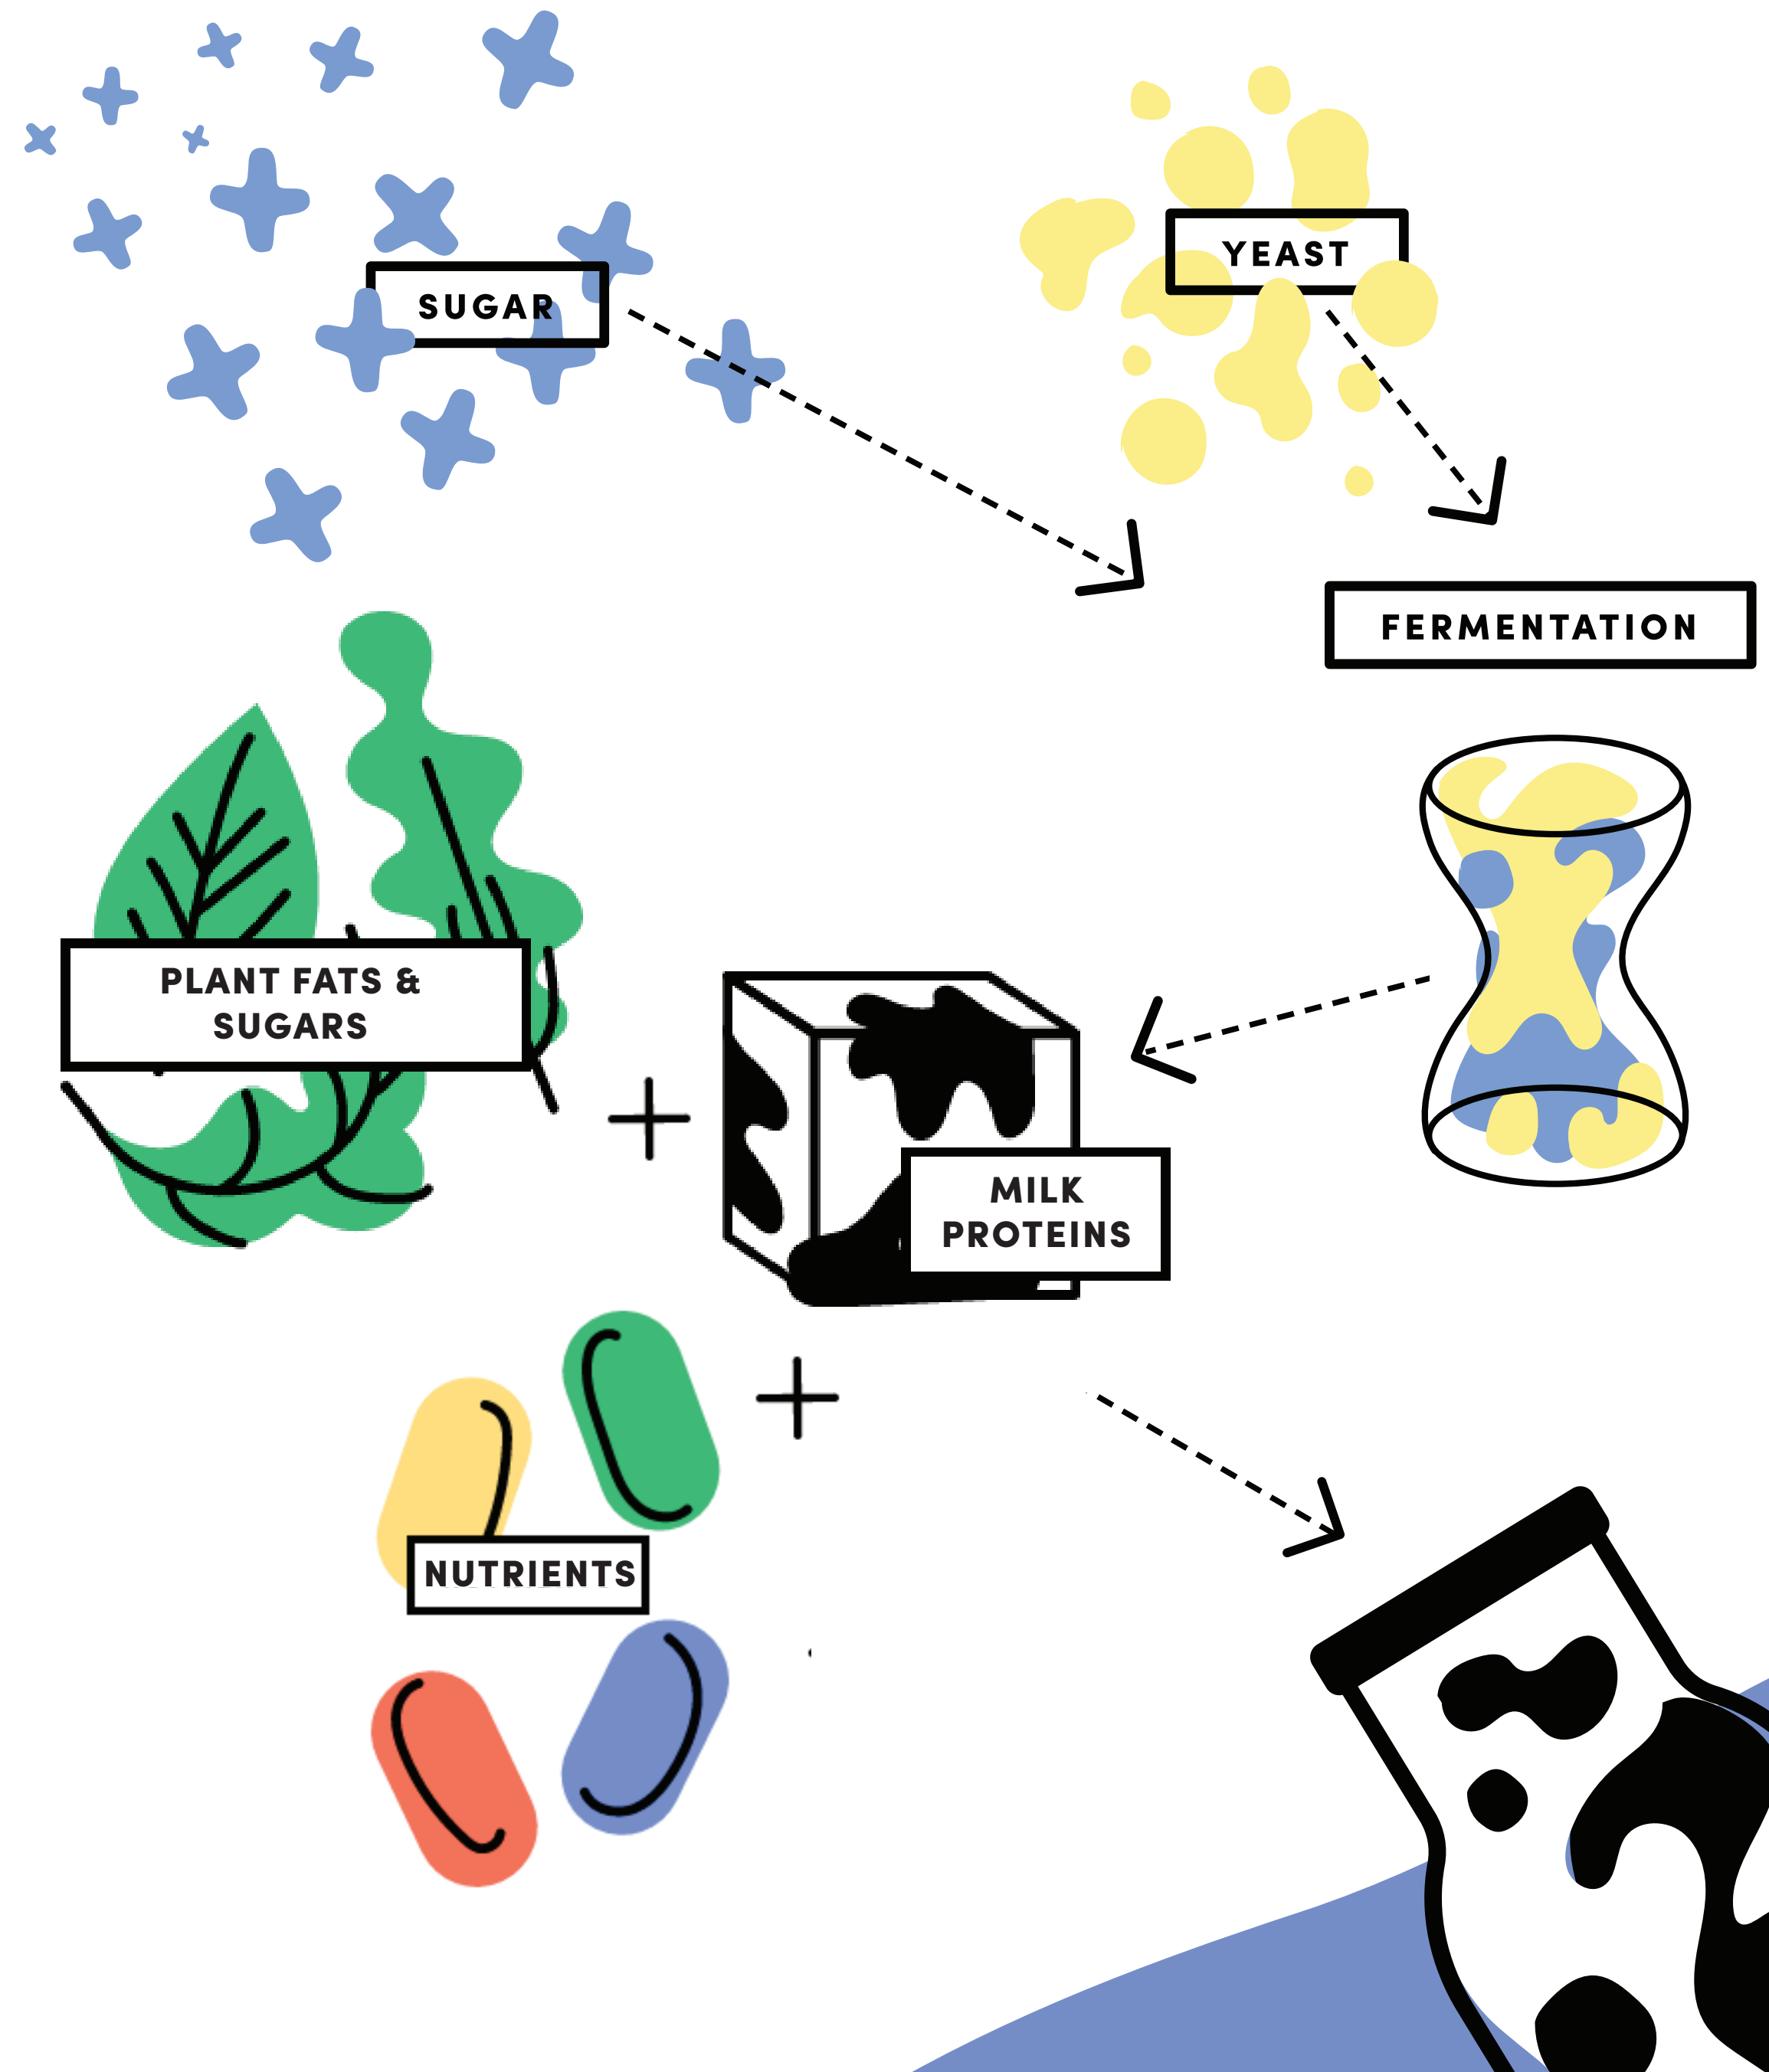 YEAST
SUGAR
FERMENTATION
PLANT FATS &
SUGARS
MILK
PROTEINS
NUTRIENTS